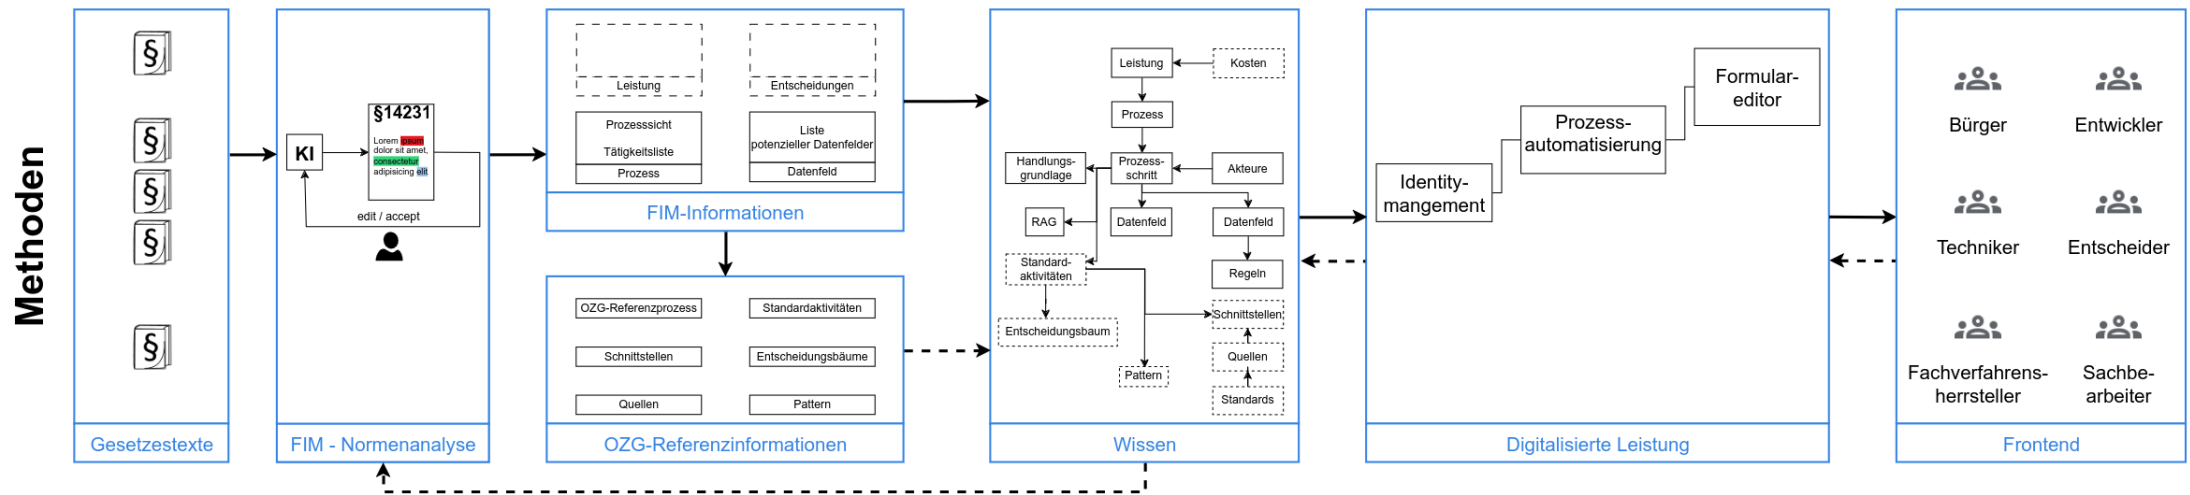 Methoden
§
§
§
§
§
Gesetzestexte
KI
§14231
Lorem ipsum
dolor sit amet,
consectetur
adipisicing elit
edit / accept
FIM - Normenanalyse
Leistung
Entscheidungen
Prozesssicht
Tätigkeitsliste
Prozess
Liste
potenzieller Datenfelder
Datenfeld
FIM-Informationen
OZG-Referenzprozess
Standardaktivitäten
Schnittstellen
Entscheidungsbäume
Quellen
Pattern
OZG-Referenzinformationen
Leistung
Kosten
Prozess
Handlungs-
grundlage
Prozess-
schritt
Akteure
RAG
Datenfeld
Datenfeld
Standard-
aktivitäten
Regeln
Entscheidungsbaum
Schnittstellen
Quellen
Pattern
Standards
Wissen
Identity-
mangement
Prozess-
automatisierung
Formular-
editor
Digitalisierte Leistung
Bürger
Entwickler
Techniker
Entscheider
Fachverfahrens-
herrsteller
Sachbe-
arbeiter
Frontend